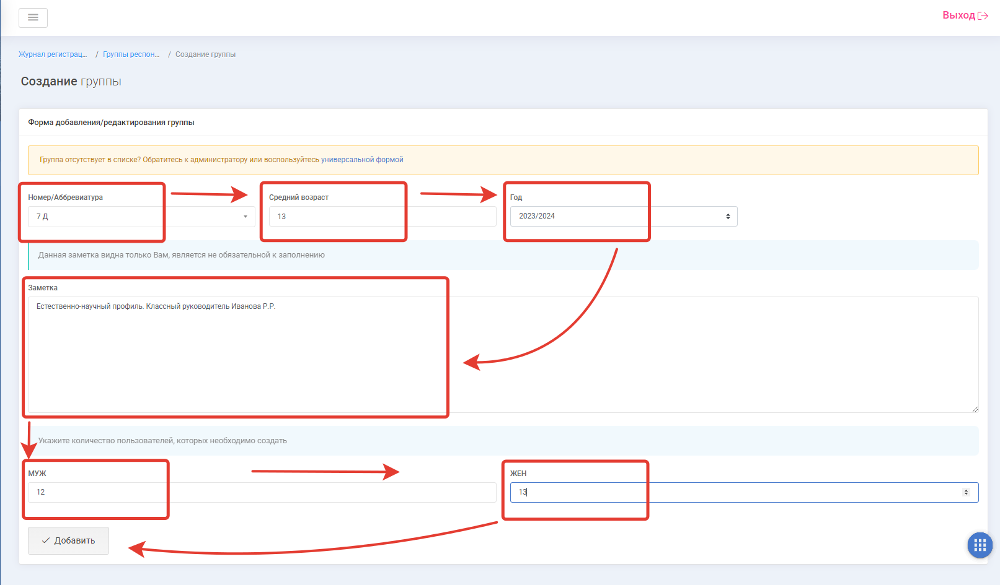 Выход
Журнал регистрац... / Группы респон... / Создание группы
Создание группы
Форма добавления/редактирования группы
Группа отсутствует в списке? Обратитесь к администратору или воспользуйтесь универсальной формой
Номер/Аббревиатура
Средний возраст
Год
7 Д
13
2023/2024
Данная заметка видна только Вам, является не обязательной к заполнению
Заметка
Естественно-научный профиль. Классный руководитель Иванова Р.Р.
Укажите количество пользователей, которых необходимо создать
МУЖ
ЖЕН
12
13
Добавить